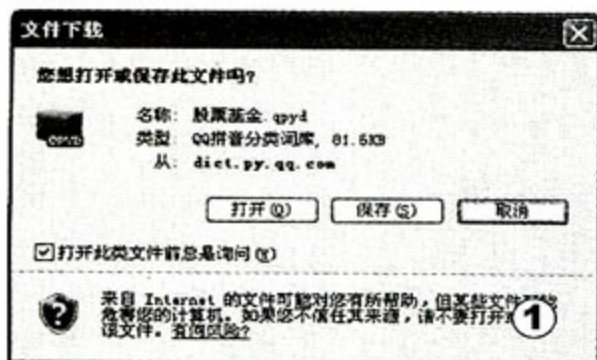 文件下载
您想打开或保存此文件吗?
名称: 股票基金.qpyd
类型: QQ拼音分类词库, 81.5KB
从: dict.py.qq.com
打开(O) 保存(S) 取消
打开此类文件前总是询问(W)
来自 Internet 的文件可能对您有所帮助,但某些文件
危害您的计算机。如果您不信任其来源,请不要打开
该文件。有何风险?
①